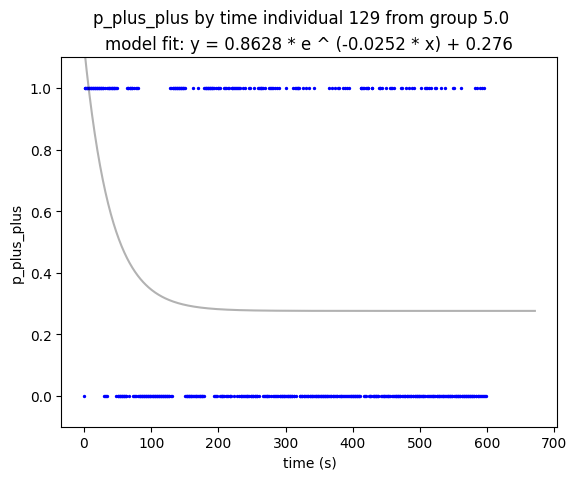 p_plus_plus by time individual 129 from group 5.0
model fit: y = 0.8628 * e ^ (-0.0252 * x) + 0.276
1.0
0.8
0.6
0.4
0.2
0.0
p_plus_plus
0 100 200 300 400 500 600 700
time (s)